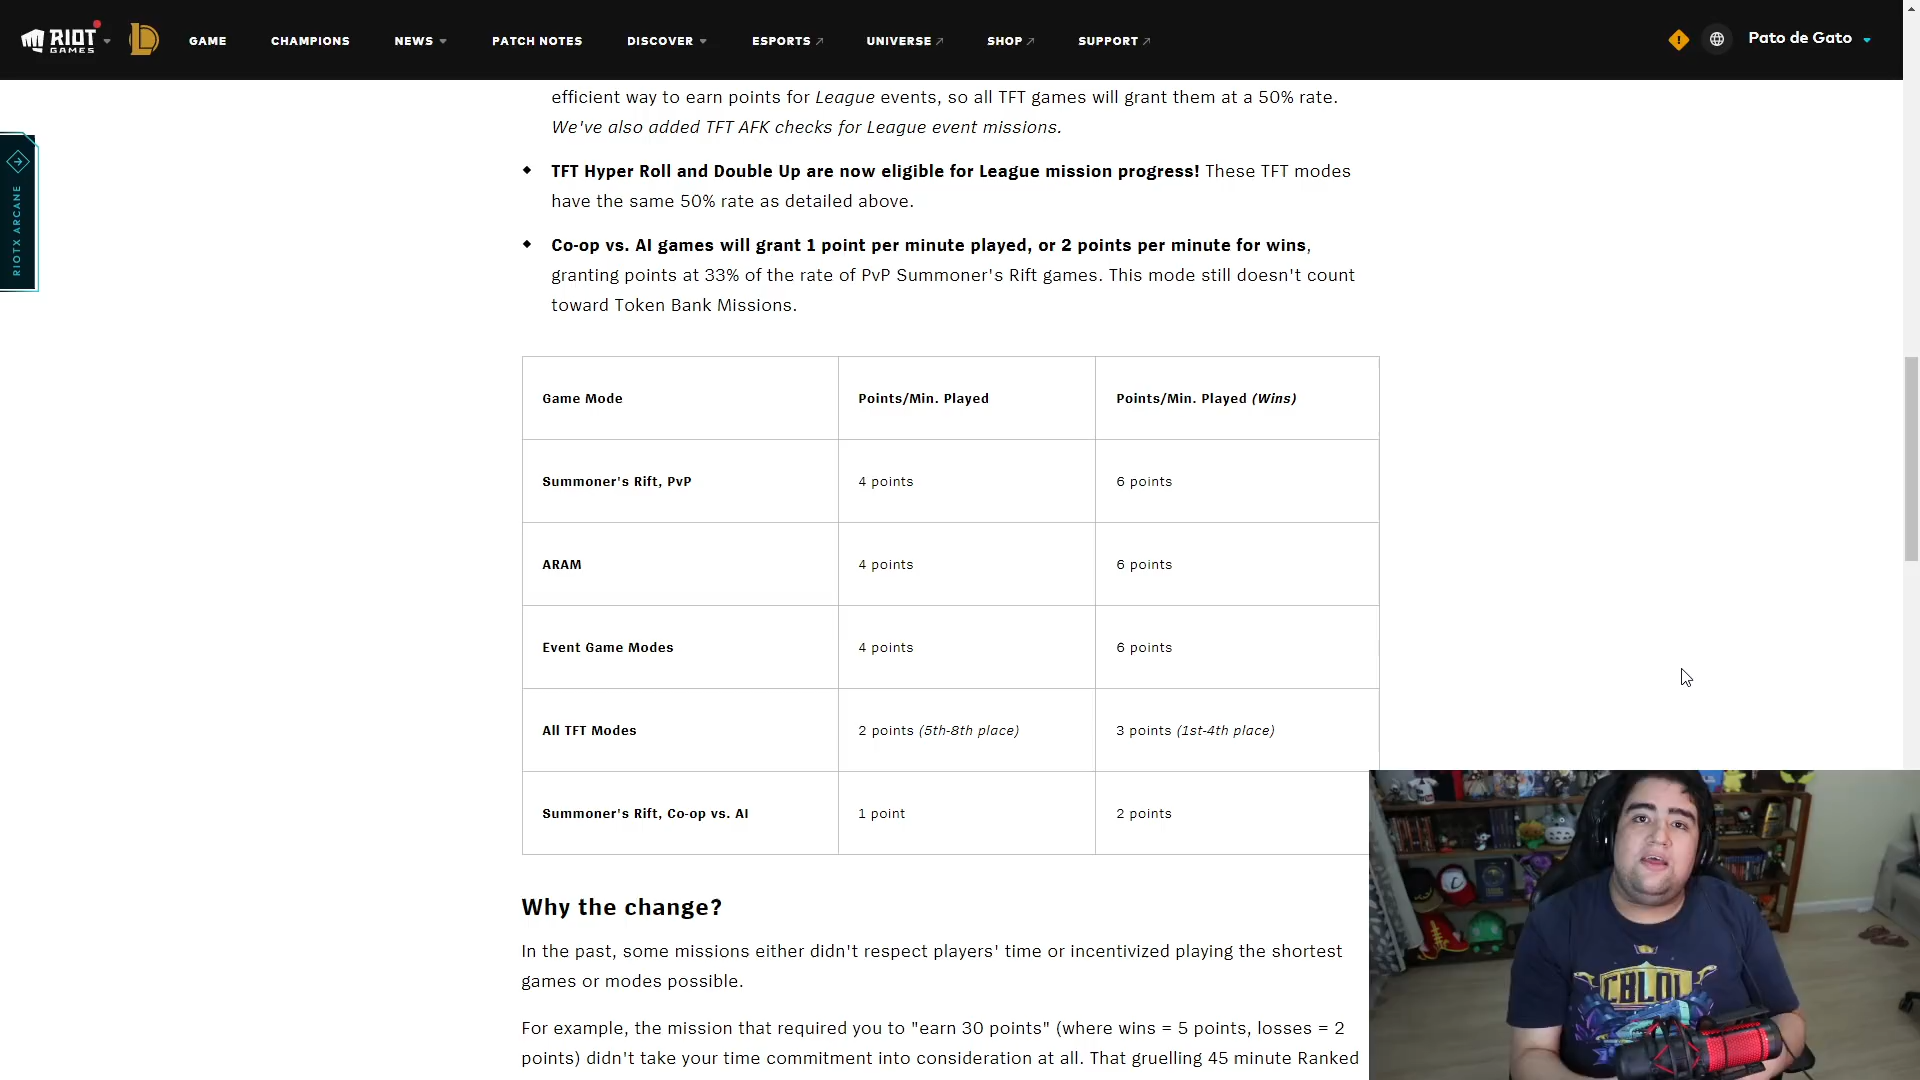 RIOT GAMES
GAME
CHAMPIONS
NEWS
PATCH NOTES
DISCOVER
ESPORTS
UNIVERSE
SHOP
SUPPORT
Pato de Gato
RIOTX ARCANE
efficient way to earn points for League events, so all TFT games will grant them at a 50% rate.
We've also added TFT AFK checks for League event missions.
TFT Hyper Roll and Double Up are now eligible for League mission progress! These TFT modes
have the same 50% rate as detailed above.
Co-op vs. AI games will grant 1 point per minute played, or 2 points per minute for wins,
granting points at 33% of the rate of PvP Summoner's Rift games. This mode still doesn't count
toward Token Bank Missions.
Game Mode Points/Min. Played Points/Min. Played (Wins)
Summoner's Rift, PvP 4 points 6 points
ARAM 4 points 6 points
Event Game Modes 4 points 6 points
All TFT Modes 2 points (5th-8th place) 3 points (1st-4th place)
Summoner's Rift, Co-op vs. AI 1 point 2 points
Why the change?
In the past, some missions either didn't respect players' time or incentivized playing the shortest
games or modes possible.
For example, the mission that required you to "earn 30 points" (where wins = 5 points, losses = 2
points) didn't take your time commitment into consideration at all. That gruelling 45 minute Ranked
CBLOL